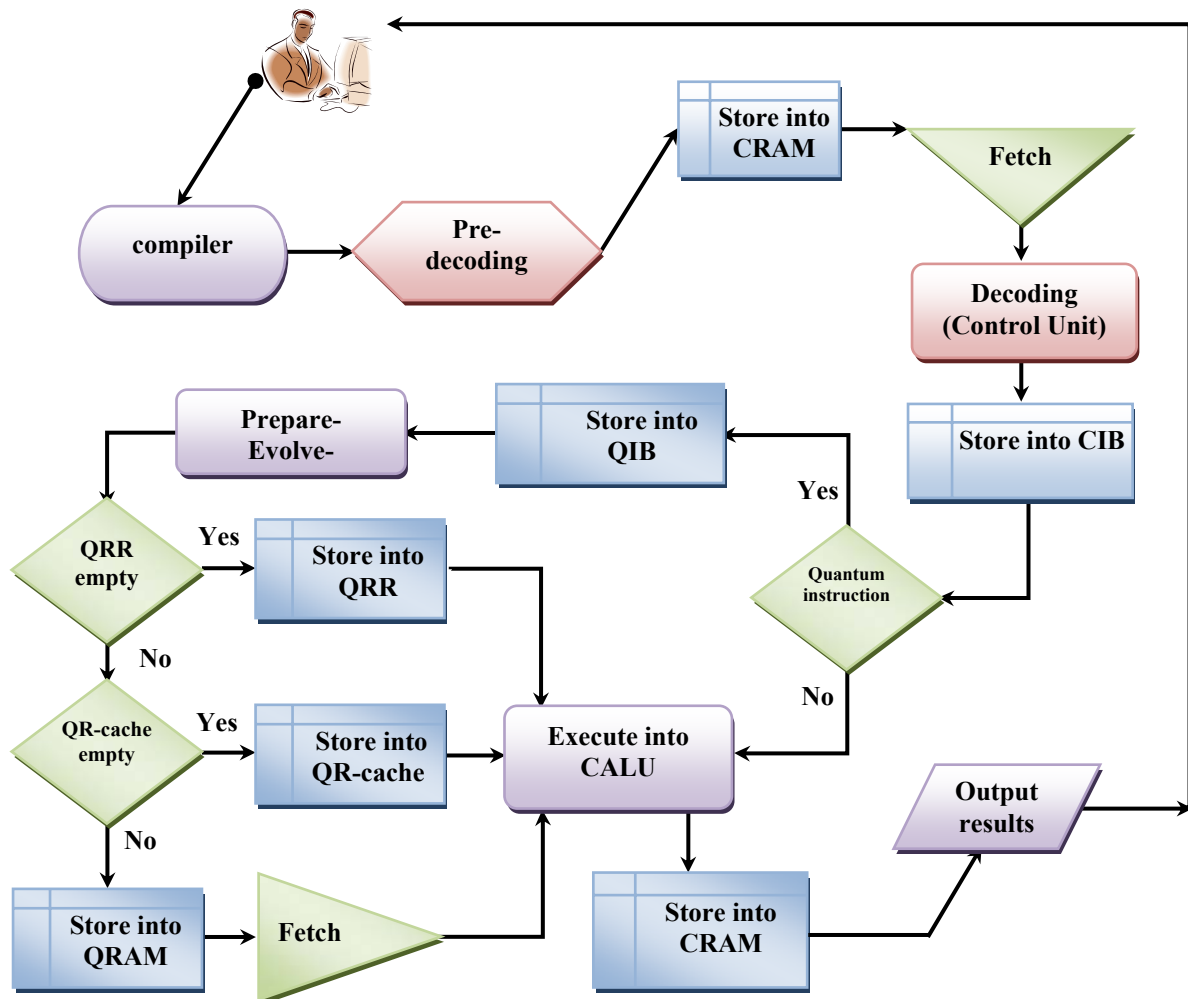 Store into
CRAM
Fetch
compiler
Pre-
decoding
Decoding
(Control Unit)
Store into CIB
Quantum
instruction
Yes
No
Store into
QIB
Prepare-
Evolve-
QRR
empty
Yes
Store into
QRR
No
QR-cache
empty
Yes
Store into
QR-cache
No
Store into
QRAM
Fetch
Execute into
CALU
Store into
CRAM
Output
results